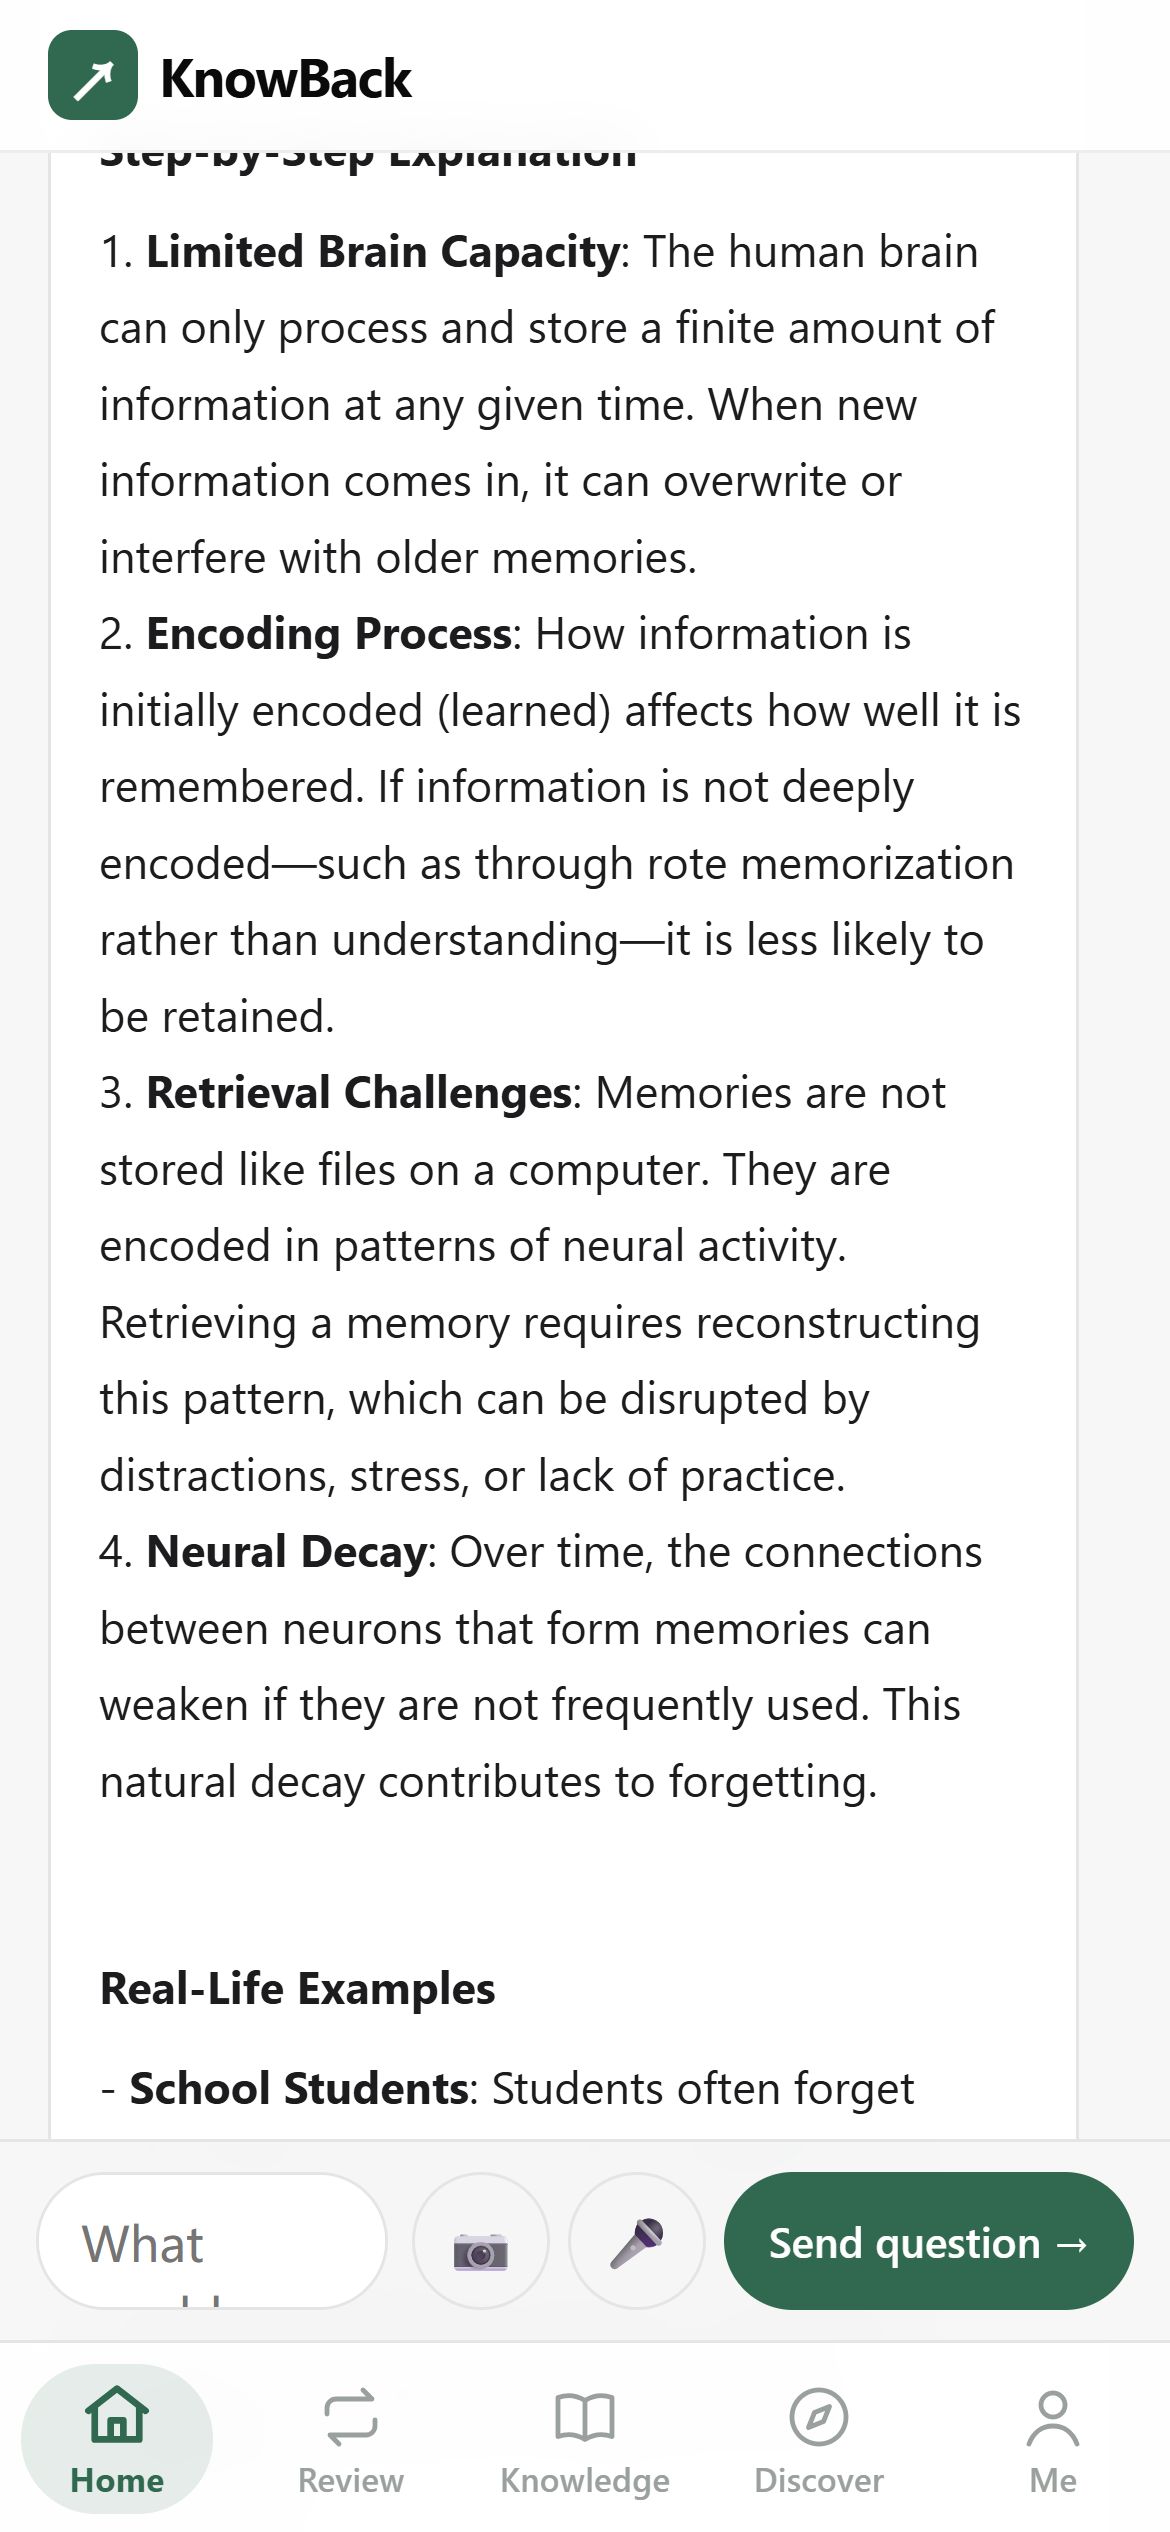 KnowBack
Step-by-Step Explanation
1. Limited Brain Capacity: The human brain
can only process and store a finite amount of
information at any given time. When new
information comes in, it can overwrite or
interfere with older memories.
2. Encoding Process: How information is
initially encoded (learned) affects how well it is
remembered. If information is not deeply
encoded—such as through rote memorization
rather than understanding—it is less likely to
be retained.
3. Retrieval Challenges: Memories are not
stored like files on a computer. They are
encoded in patterns of neural activity.
Retrieving a memory requires reconstructing
this pattern, which can be disrupted by
distractions, stress, or lack of practice.
4. Neural Decay: Over time, the connections
between neurons that form memories can
weaken if they are not frequently used. This
natural decay contributes to forgetting.
Real-Life Examples
- School Students: Students often forget
What
Send question →
Home
Review
Knowledge
Discover
Me